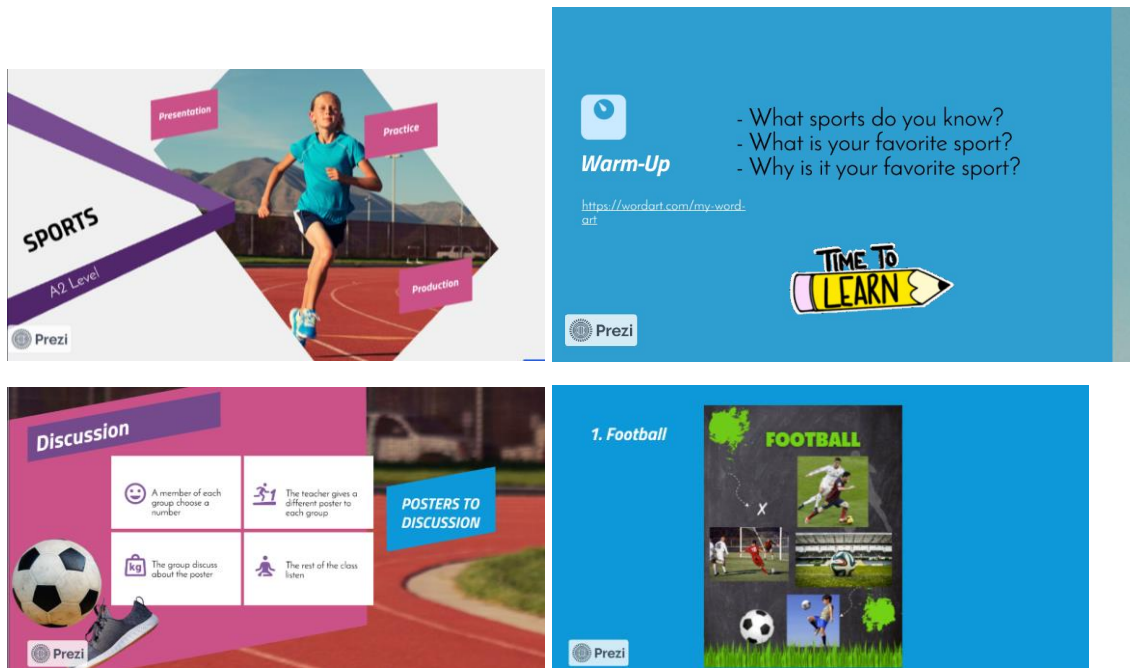 Presentation
Practice
SPORTS
A2 Level
Production
Prezi
- What sports do you know?
- What is your favorite sport?
- Why is it your favorite sport?
Warm-Up
https://wordart.com/my-word-
art
TIME TO
LEARN
Prezi
Discussion
A member of each
group choose a
number
The teacher gives a
different poster to
each group
kg
The group discuss
about the poster
The rest of the class
listen
POSTERS TO
DISCUSSION
Prezi
1. Football
FOOTBALL
X
Prezi